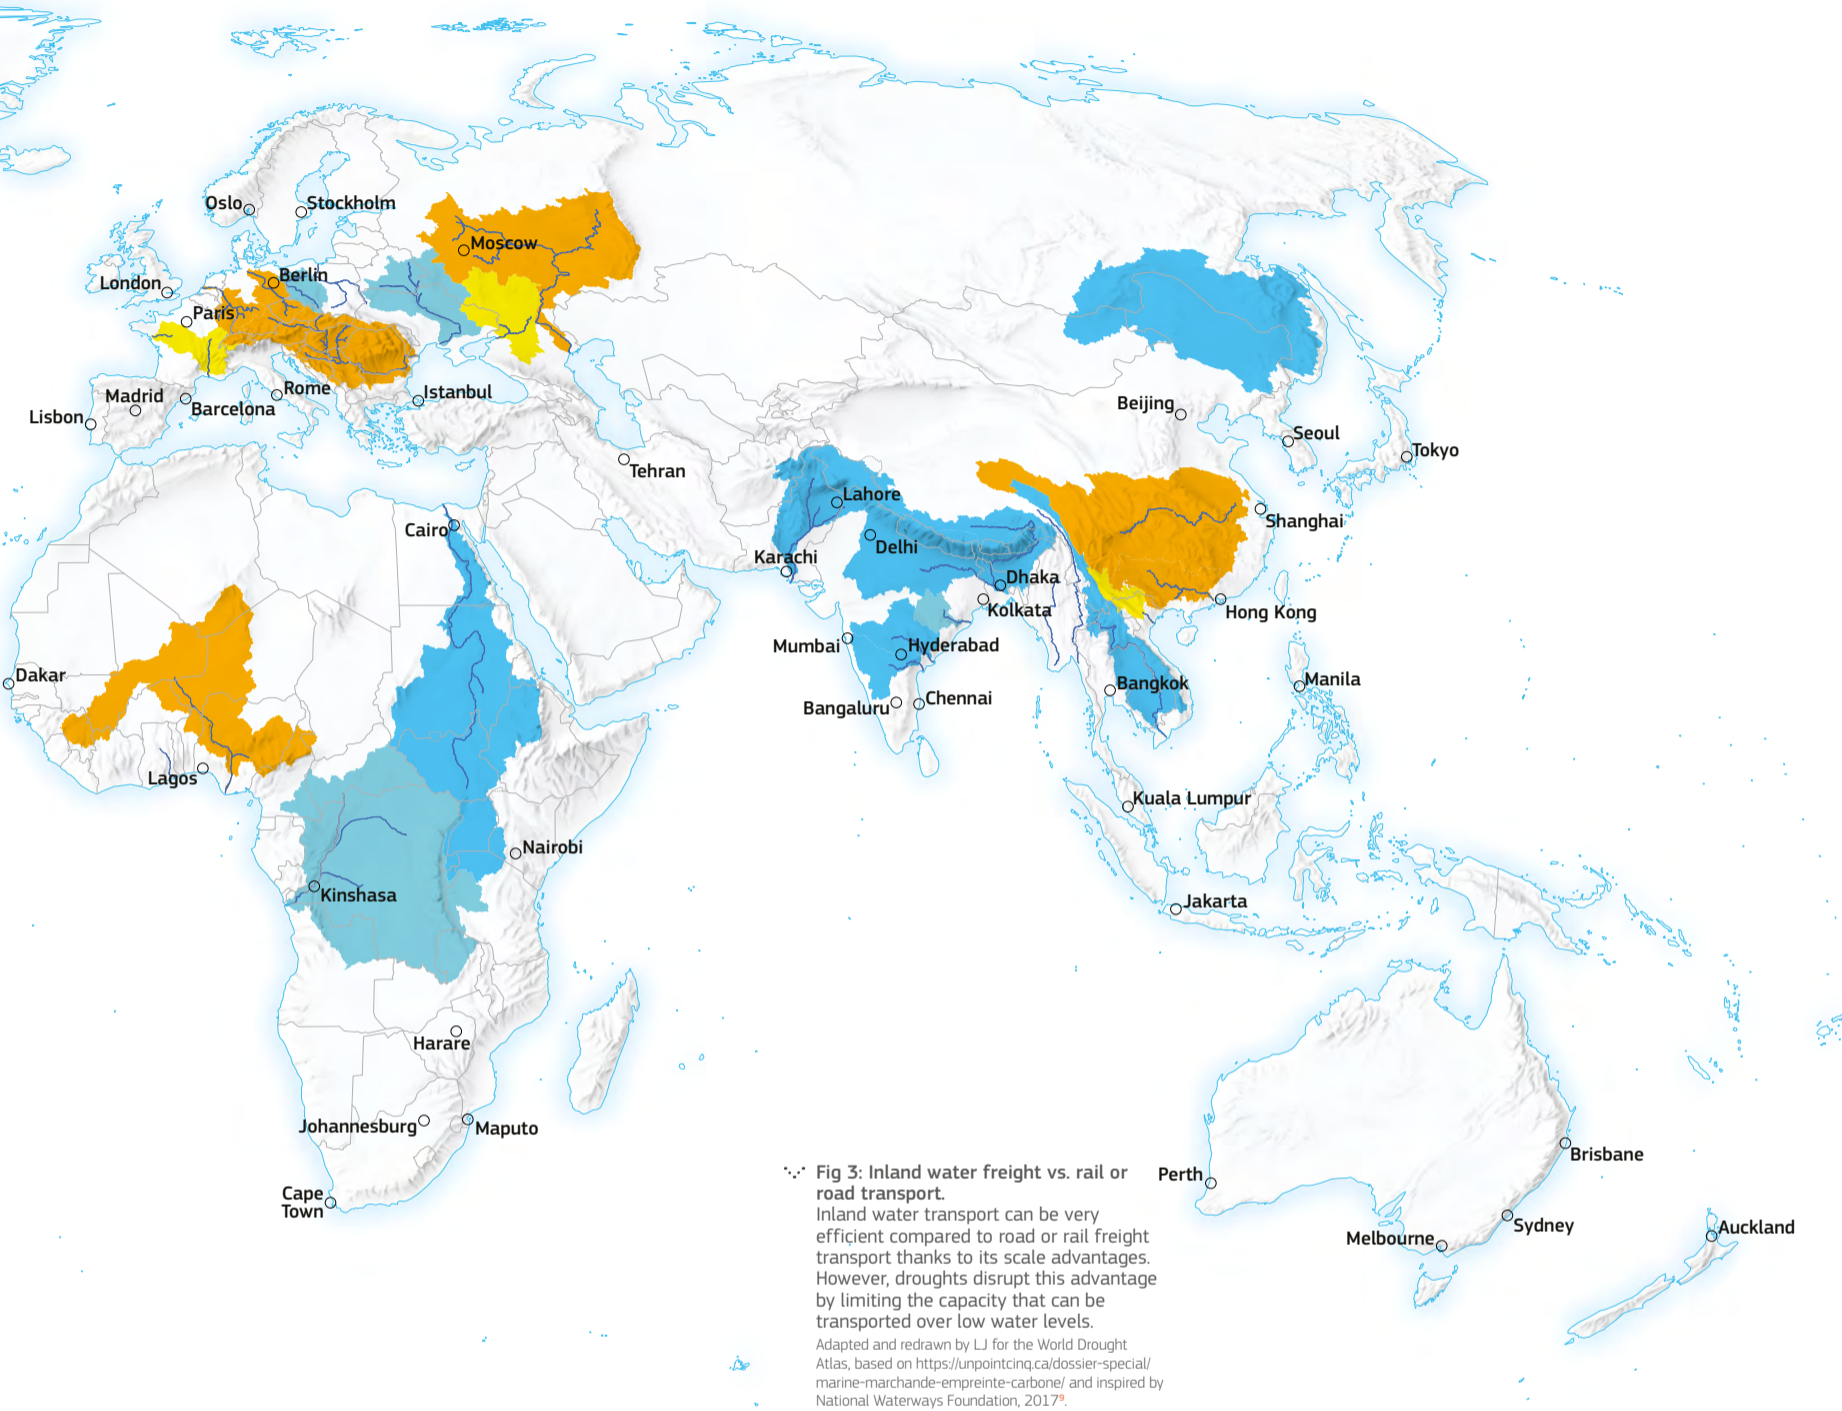 Oslo
Stockholm
Moscow
Berlin
London
Paris
Madrid
Barcelona
Rome
Istanbul
Lisbon
Beijing
Seoul
Tokyo
Tehran
Lahore
Shanghai
Cairo
Delhi
Karachi
Dhaka
Kolkata
Hong Kong
Mumbai
Hyderabad
Dakar
Bangkok
Manila
Bangaluru
Chennai
Lagos
Kuala Lumpur
Nairobi
Kinshasa
Jakarta
Harare
Johannesburg
Maputo
Cape
Town
Brisbane
Perth
Sydney
Melbourne
Auckland
Fig 3: Inland water freight vs. rail or
road transport.
Inland water transport can be very
efficient compared to road or rail freight
transport thanks to its scale advantages.
However, droughts disrupt this advantage
by limiting the capacity that can be
transported over low water levels.
Adapted and redrawn by LJ for the World Drought
Atlas, based on https://unpointcinq.ca/dossier-special/
marine-marchande-empreinte-carbone/ and inspired by
National Waterways Foundation, 2017⁹.